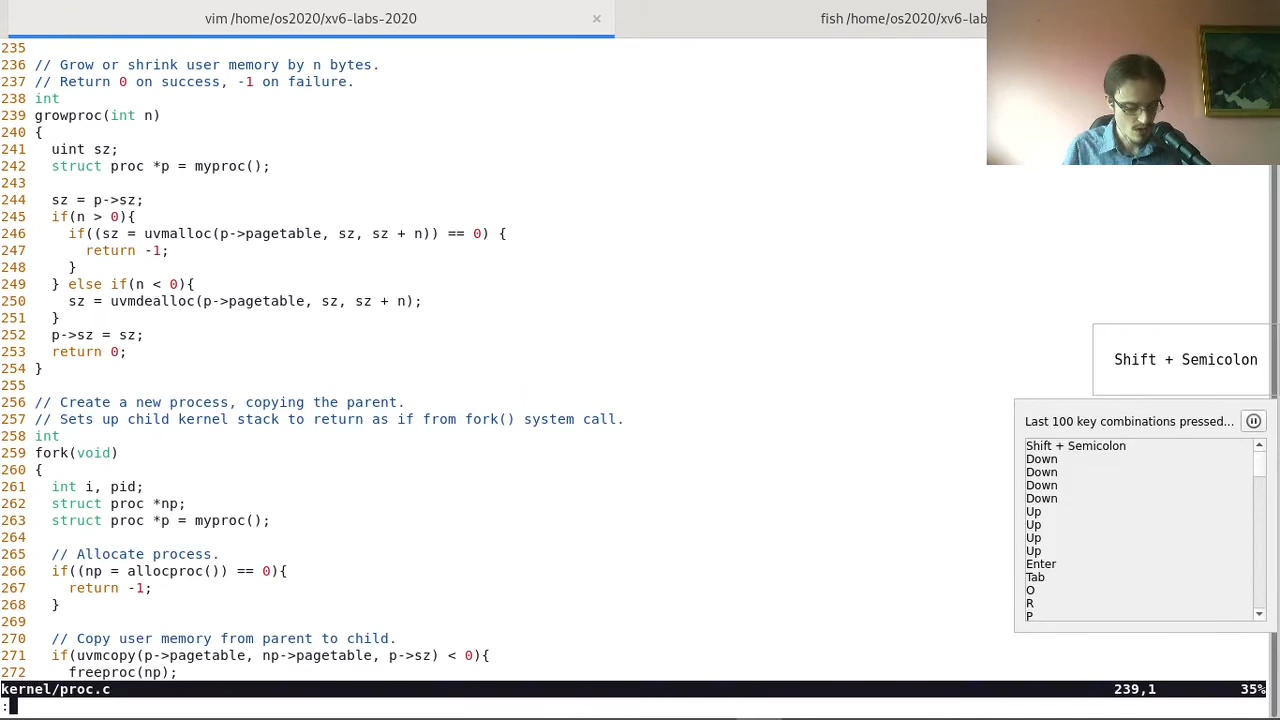 vim /home/os2020/xv6-labs-2020 ×
fish /home/os2020/xv6-lab
235
236 // Grow or shrink user memory by n bytes.
237 // Return 0 on success, -1 on failure.
238 int
239 growproc(int n)
240 {
241   uint sz;
242   struct proc *p = myproc();
243
244   sz = p->sz;
245   if(n > 0){
246     if((sz = uvmalloc(p->pagetable, sz, sz + n)) == 0) {
247       return -1;
248     }
249   } else if(n < 0){
250     sz = uvmdealloc(p->pagetable, sz, sz + n);
251   }
252   p->sz = sz;
253   return 0;
254 }
255
256 // Create a new process, copying the parent.
257 // Sets up child kernel stack to return as if from fork() system call.
258 int
259 fork(void)
260 {
261   int i, pid;
262   struct proc *np;
263   struct proc *p = myproc();
264
265   // Allocate process.
266   if((np = allocproc()) == 0){
267     return -1;
268   }
269
270   // Copy user memory from parent to child.
271   if(uvmcopy(p->pagetable, np->pagetable, p->sz) < 0){
272     freeproc(np);
kernel/proc.c 239,1 35%
:
Shift + Semicolon
Last 100 key combinations pressed...
Shift + Semicolon
Down
Down
Down
Down
Up
Up
Up
Up
Enter
Tab
O
R
P